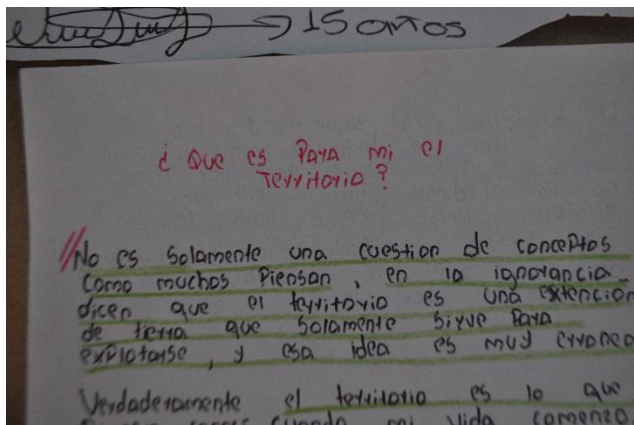 → 15 años
¿ Que es Para mi el
Territorio ?
No es solamente una cuestion de conceptos
como muchos Piensan , en la ignorancia
dicen que el territorio es una extencion
de tierra que solamente sirve Para
explotarse , y esa idea es muy erroneo
Verdaderamente el territorio es lo que
cuando mi vida comenzo